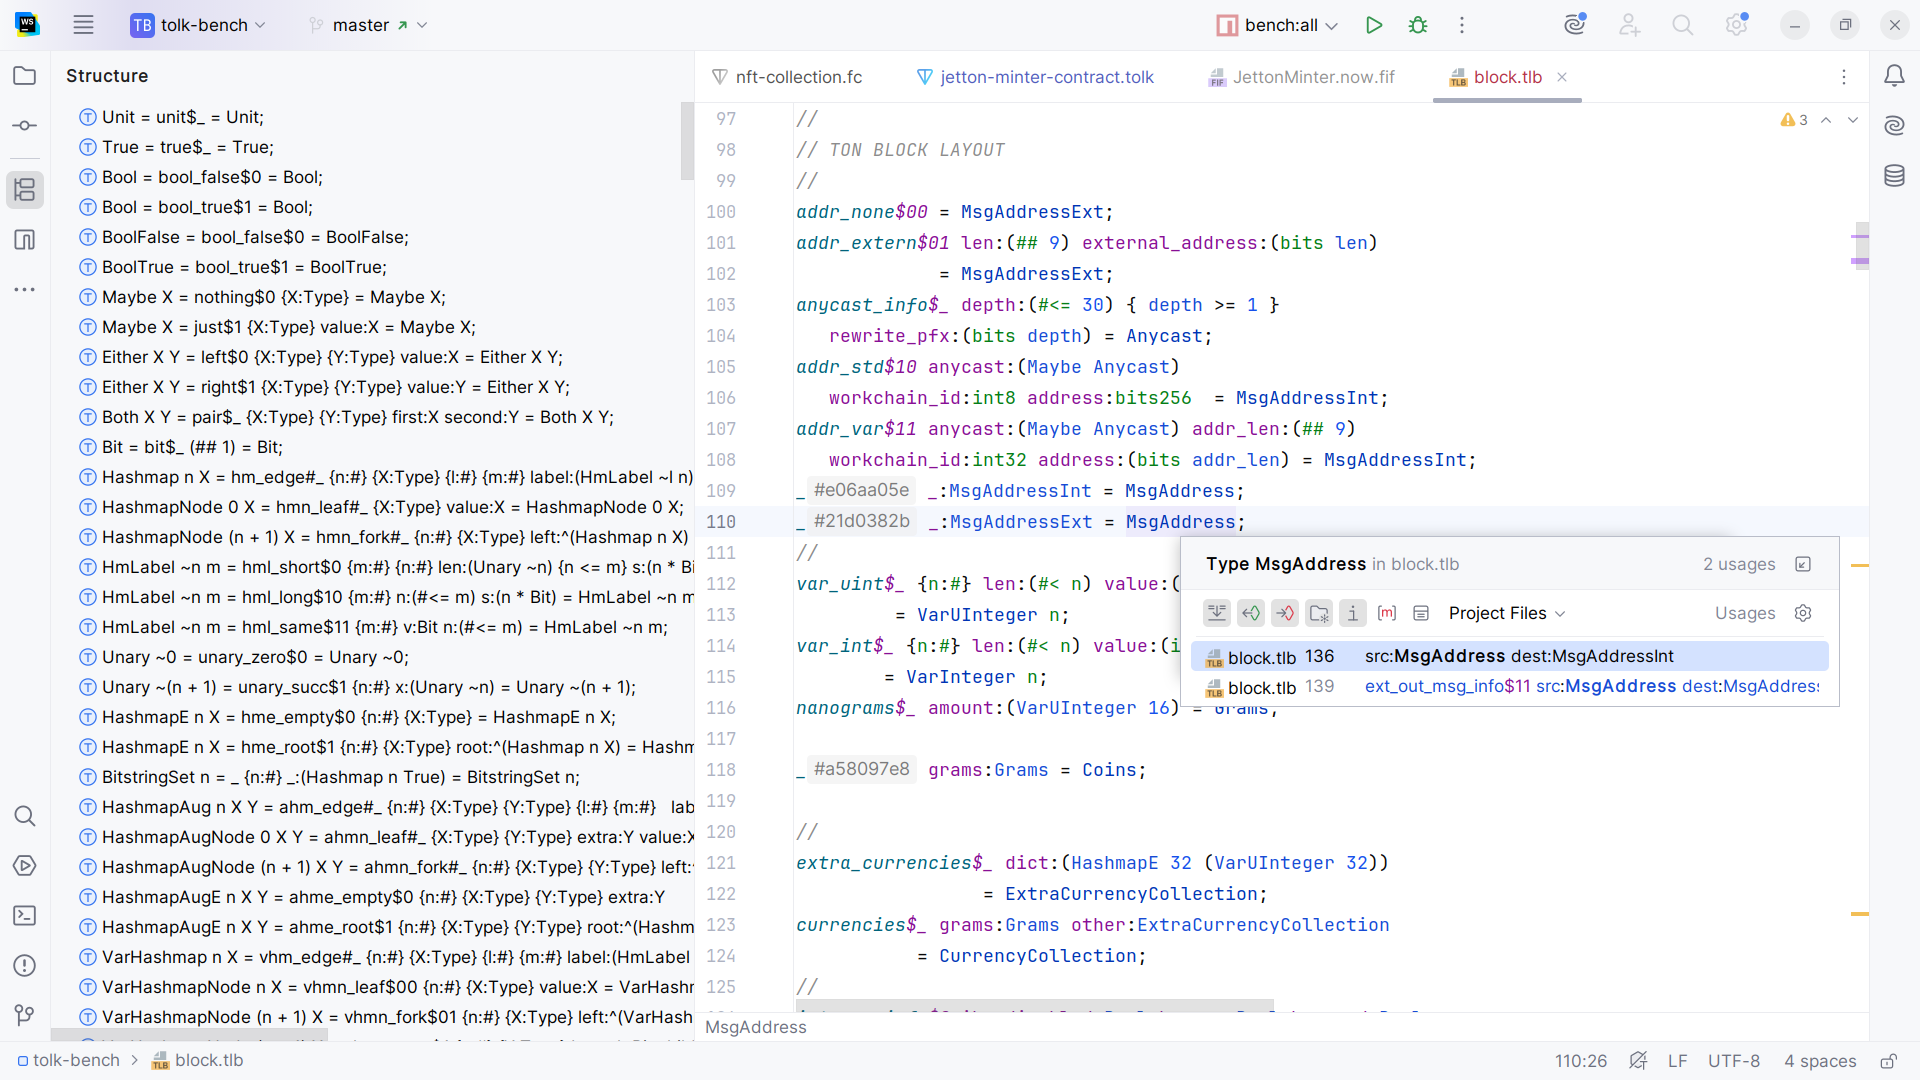 WS
TB tolk-bench
master
bench:all
Structure
Unit = unit$_ = Unit;
True = true$_ = True;
Bool = bool_false$0 = Bool;
Bool = bool_true$1 = Bool;
BoolFalse = bool_false$0 = BoolFalse;
BoolTrue = bool_true$1 = BoolTrue;
Maybe X = nothing$0 {X:Type} = Maybe X;
Maybe X = just$1 {X:Type} value:X = Maybe X;
Either X Y = left$0 {X:Type} {Y:Type} value:X = Either X Y;
Either X Y = right$1 {X:Type} {Y:Type} value:Y = Either X Y;
Both X Y = pair$_ {X:Type} {Y:Type} first:X second:Y = Both X Y;
Bit = bit$_ (## 1) = Bit;
Hashmap n X = hm_edge#_ {n:#} {X:Type} {l:#} {m:#} label:(HmLabel ~l n)
HashmapNode 0 X = hmn_leaf#_ {X:Type} value:X = HashmapNode 0 X;
HashmapNode (n + 1) X = hmn_fork#_ {n:#} {X:Type} left:^(Hashmap n X)
HmLabel ~n m = hml_short$0 {m:#} {n:#} len:(Unary ~n) {n <= m} s:(n * Bi
HmLabel ~n m = hml_long$10 {m:#} n:(#<= m) s:(n * Bit) = HmLabel ~n m
HmLabel ~n m = hml_same$11 {m:#} v:Bit n:(#<= m) = HmLabel ~n m;
Unary ~0 = unary_zero$0 = Unary ~0;
Unary ~(n + 1) = unary_succ$1 {n:#} x:(Unary ~n) = Unary ~(n + 1);
HashmapE n X = hme_empty$0 {n:#} {X:Type} = HashmapE n X;
HashmapE n X = hme_root$1 {n:#} {X:Type} root:^(Hashmap n X) = Hashm
BitstringSet n = _ {n:#} _:(Hashmap n True) = BitstringSet n;
HashmapAug n X Y = ahm_edge#_ {n:#} {X:Type} {Y:Type} {l:#} {m:#} lab
HashmapAugNode 0 X Y = ahmn_leaf#_ {X:Type} {Y:Type} extra:Y value:X
HashmapAugNode (n + 1) X Y = ahmn_fork#_ {n:#} {X:Type} {Y:Type} left:
HashmapAugE n X Y = ahme_empty$0 {n:#} {X:Type} {Y:Type} extra:Y
HashmapAugE n X Y = ahme_root$1 {n:#} {X:Type} {Y:Type} root:^(Hashm
VarHashmap n X = vhm_edge#_ {n:#} {X:Type} {l:#} {m:#} label:(HmLabel
VarHashmapNode n X = vhmn_leaf$00 {n:#} {X:Type} value:X = VarHashm
VarHashmapNode (n + 1) X = vhmn_fork$01 {n:#} {X:Type} left:^(VarHash
nft-collection.fc
jetton-minter-contract.tolk
FIF JettonMinter.now.fif
TLB block.tlb
3
97 //
98 // TON BLOCK LAYOUT
99 //
100 addr_none$00 = MsgAddressExt;
101 addr_extern$01 len:(## 9) external_address:(bits len)
102 = MsgAddressExt;
103 anycast_info$_ depth:(#<= 30) { depth >= 1 }
104 rewrite_pfx:(bits depth) = Anycast;
105 addr_std$10 anycast:(Maybe Anycast)
106 workchain_id:int8 address:bits256 = MsgAddressInt;
107 addr_var$11 anycast:(Maybe Anycast) addr_len:(## 9)
108 workchain_id:int32 address:(bits addr_len) = MsgAddressInt;
109 _ #e06aa05e _:MsgAddressInt = MsgAddress;
110 _ #21d0382b _:MsgAddressExt = MsgAddress;
111 //
112 var_uint$_ {n:#} len:(#< n) value:(
113 = VarUInteger n;
114 var_int$_ {n:#} len:(#< n) value:(i
115 = VarInteger n;
116 nanograms$_ amount:(VarUInteger 16) = Grams;
117
118 _ #a58097e8 grams:Grams = Coins;
119
120 //
121 extra_currencies$_ dict:(HashmapE 32 (VarUInteger 32))
122 = ExtraCurrencyCollection;
123 currencies$_ grams:Grams other:ExtraCurrencyCollection
124 = CurrencyCollection;
125 //
Type MsgAddress in block.tlb 2 usages
[m] Project Files Usages
TLB block.tlb 136 src:MsgAddress dest:MsgAddressInt
TLB block.tlb 139 ext_out_msg_info$11 src:MsgAddress dest:MsgAddress
MsgAddress
tolk-bench > TLB block.tlb
110:26 LF UTF-8 4 spaces